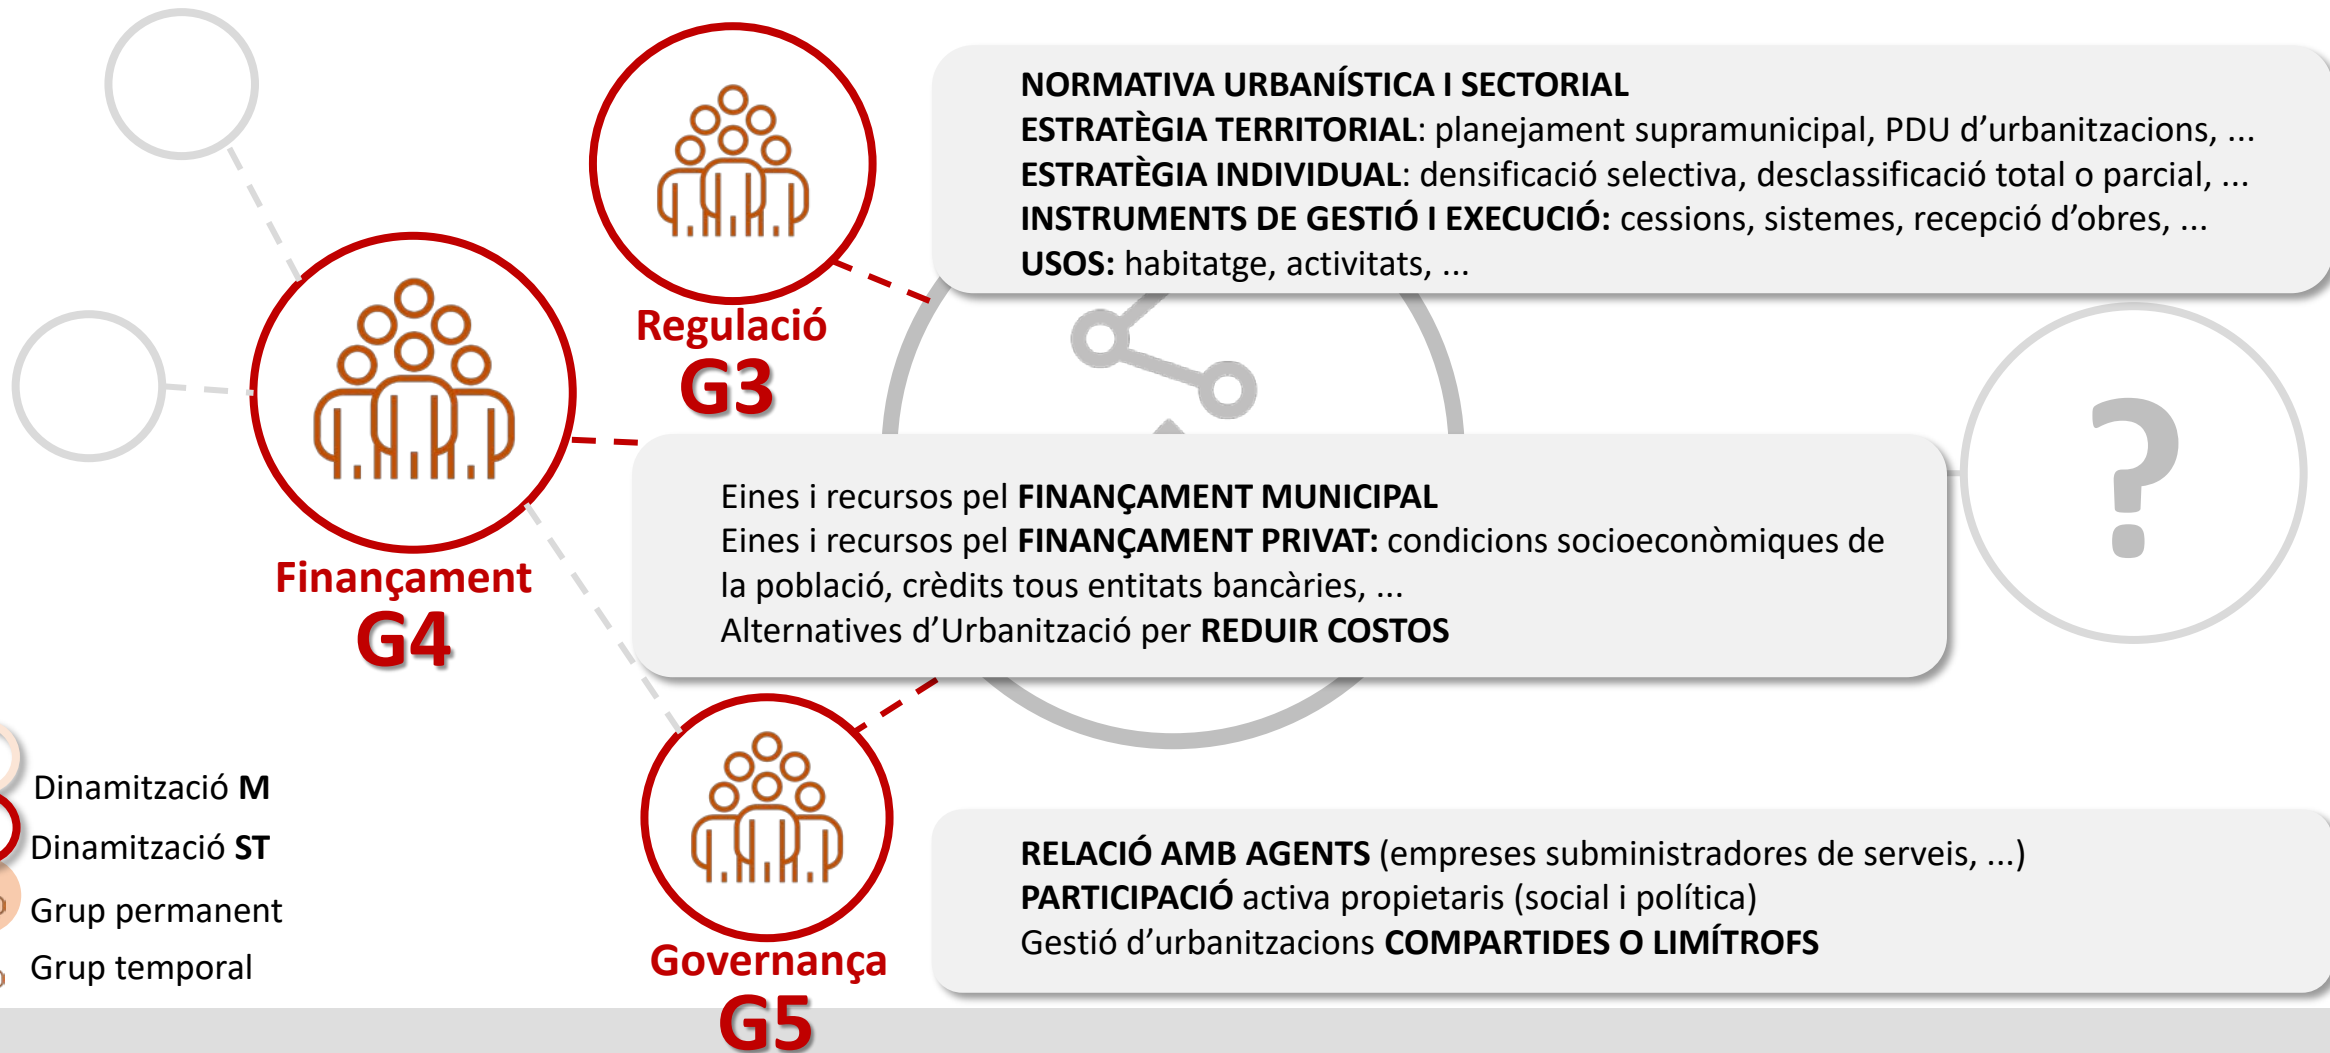 NORMATIVA URBANÍSTICA I SECTORIAL
ESTRATÈGIA TERRITORIAL: planejament supramunicipal, PDU d'urbanitzacions, ...
ESTRATÈGIA INDIVIDUAL: densificació selectiva, desclassificació total o parcial, ...
INSTRUMENTS DE GESTIÓ I EXECUCIÓ: cessions, sistemes, recepció d'obres, ...
USOS: habitatge, activitats, ...
Regulació
G3
Eines i recursos pel FINANÇAMENT MUNICIPAL
Eines i recursos pel FINANÇAMENT PRIVAT: condicions socioeconòmiques de
la població, crèdits tous entitats bancàries, ...
Alternatives d'Urbanització per REDUIR COSTOS
?
Finançament
G4
Dinamització M
Dinamització ST
Grup permanent
Grup temporal
RELACIÓ AMB AGENTS (empreses subministradores de serveis, ...)
PARTICIPACIÓ activa propietaris (social i política)
Gestió d'urbanitzacions COMPARTIDES O LIMÍTROFS
Governança
G5